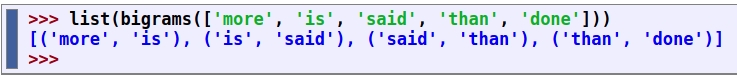 >>> list(bigrams(['more', 'is', 'said', 'than', 'done']))
[('more', 'is'), ('is', 'said'), ('said', 'than'), ('than', 'done')]
>>>